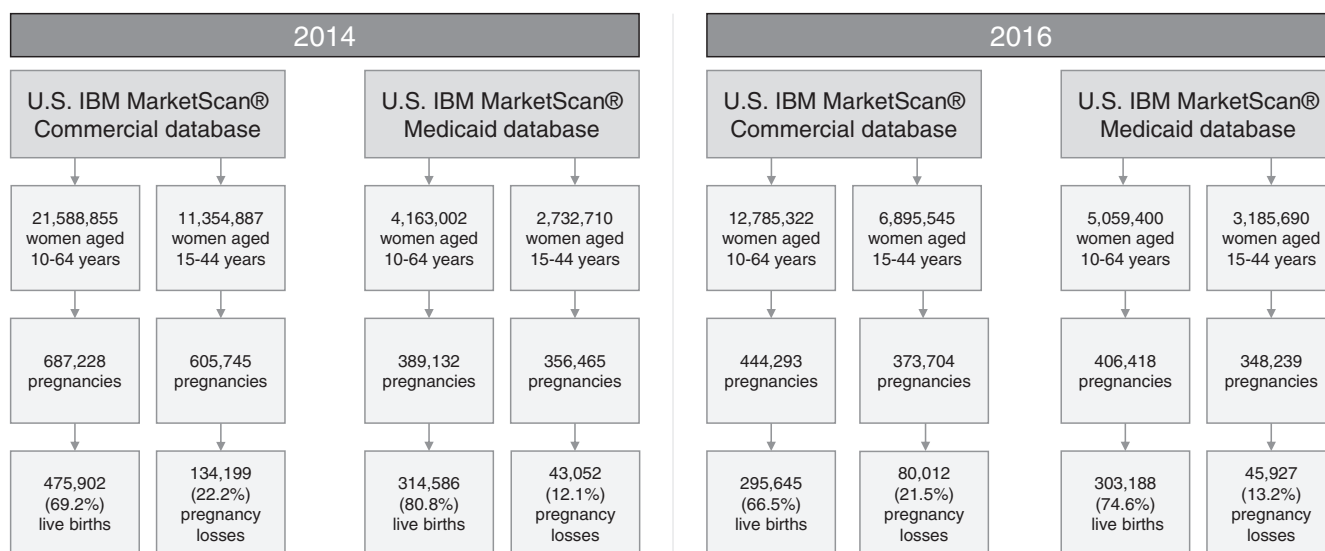 2014
U.S. IBM MarketScan®
Commercial database
21,588,855
women aged
10-64 years
687,228
pregnancies
475,902
(69.2%)
live births
11,354,887
women aged
15-44 years
605,745
pregnancies
134,199
(22.2%)
pregnancy
losses
U.S. IBM MarketScan®
Medicaid database
4,163,002
women aged
10-64 years
389,132
pregnancies
314,586
(80.8%)
live births
2,732,710
women aged
15-44 years
356,465
pregnancies
43,052
(12.1%)
pregnancy
losses
2016
U.S. IBM MarketScan®
Commercial database
12,785,322
women aged
10-64 years
444,293
pregnancies
295,645
(66.5%)
live births
6,895,545
women aged
15-44 years
373,704
pregnancies
80,012
(21.5%)
pregnancy
losses
U.S. IBM MarketScan®
Medicaid database
5,059,400
women aged
10-64 years
406,418
pregnancies
303,188
(74.6%)
live births
3,185,690
women aged
15-44 years
348,239
pregnancies
45,927
(13.2%)
pregnancy
losses